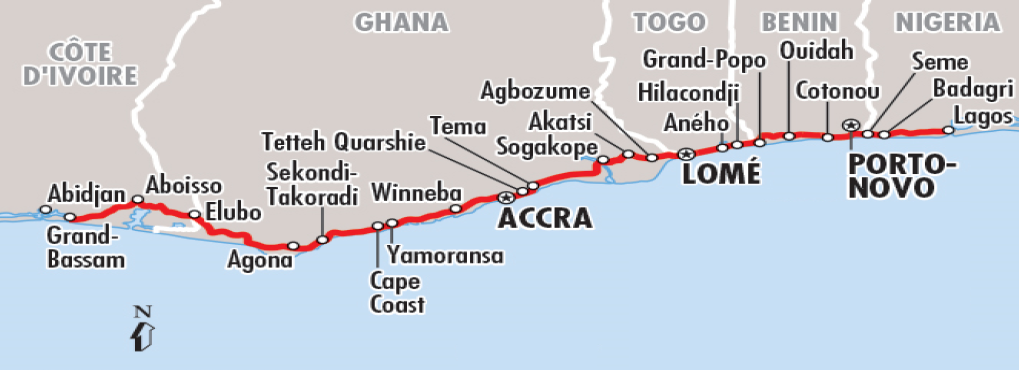 GHANA
TOGO
BENIN
NIGERIA
CÔTE
D'IVOIRE
Ouidah
Grand-Popo
Seme
Agbozume
Hilacondji
Cotonou
Badagri
Tema
Akatsi
Aného
Lagos
Tetteh Quarshie
Sogakope
LOMÉ
PORTO-
NOVO
Sekondi-
Takoradi
Abidjan
Aboisso
Winneba
Elubo
ACCRA
Grand-
Bassam
Agona
Yamoransa
Cape
Coast
N